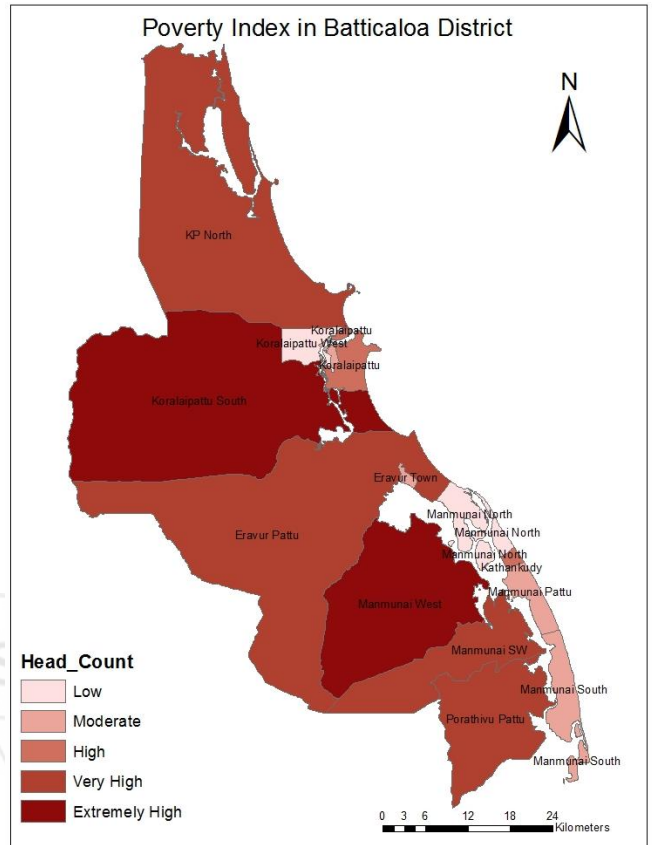 Poverty Index in Batticaloa District
N
KP North
Koralaipattu
Koralaipattu West
Koralaipattu
Koralaipattu South
Eravur Town
Manmunai North
Eravur Pattu
Manmunai North
Manmunai North
Kathankudy
Manmunai Pattu
Manmunai West
Manmunai SW
Manmunai South
Porathivu Pattu
Manmunai South
Head_Count
Low
Moderate
High
Very High
Extremely High
0 3 6 12 18 24
Kilometers